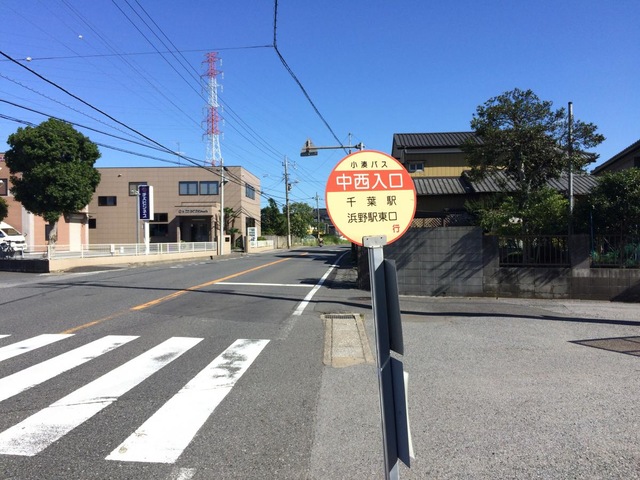 小湊バス
中西入口
千葉駅
浜野駅東口
行